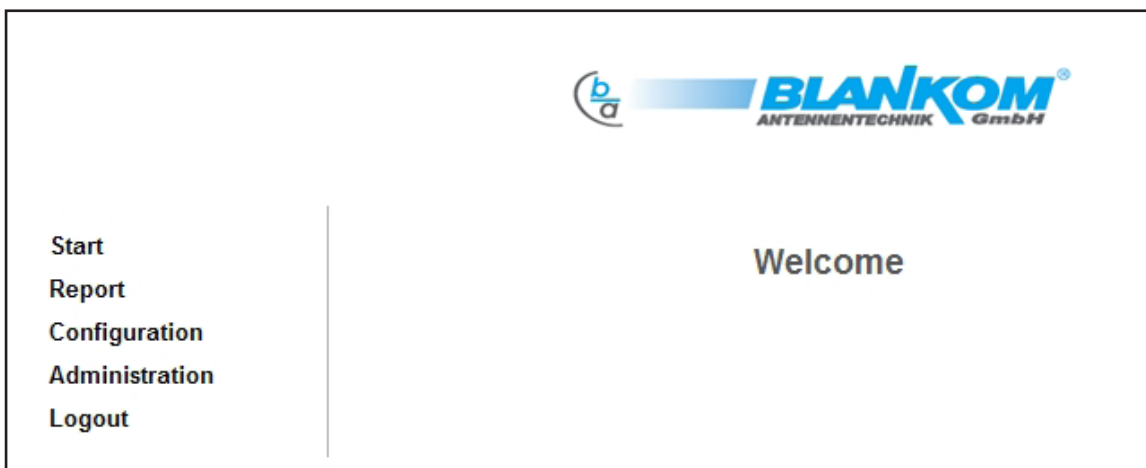 b
a
BLANKOM®
ANTENNENTECHNIK GmbH
Start
Report
Configuration
Administration
Logout
Welcome